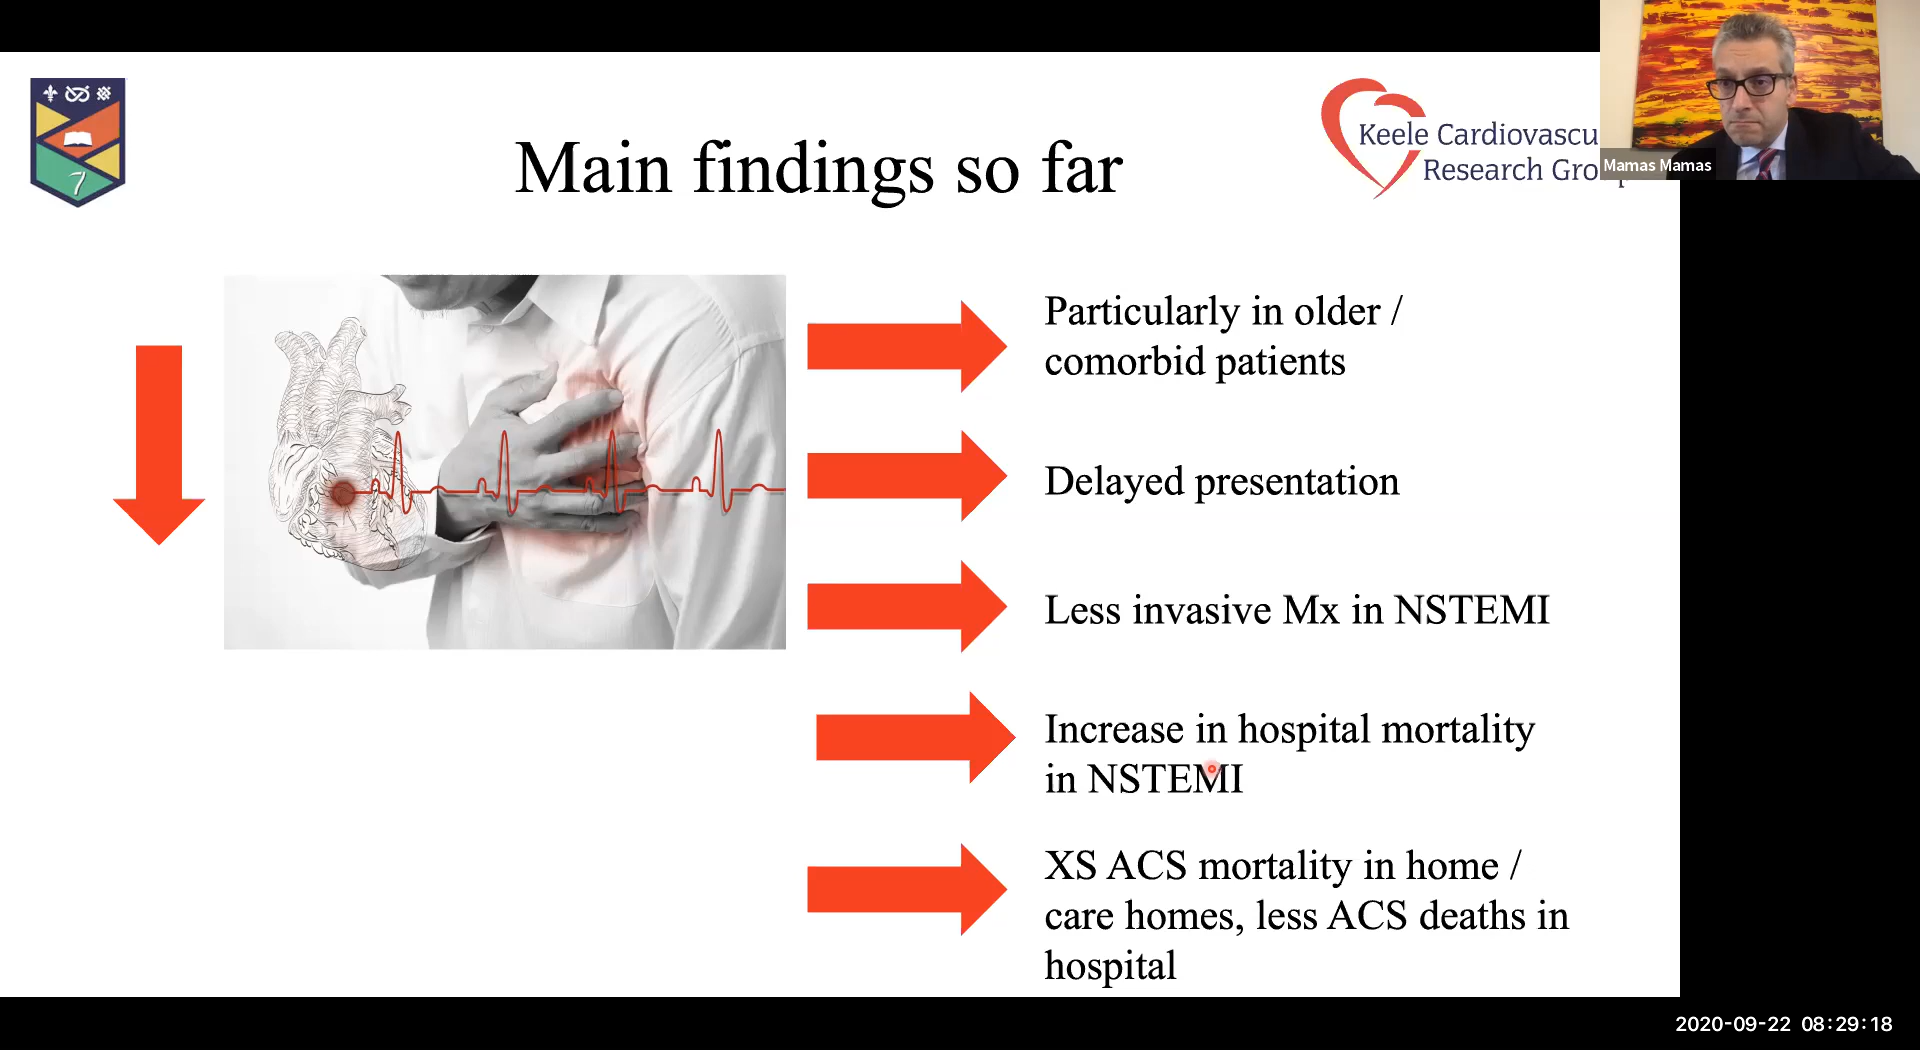 Main findings so far
Keele Cardiovascu
Research Gro
Mamas Mamas
Particularly in older /
comorbid patients
Delayed presentation
Less invasive Mx in NSTEMI
Increase in hospital mortality
in NSTEMI
XS ACS mortality in home /
care homes, less ACS deaths in
hospital
2020-09-22 08:29:18